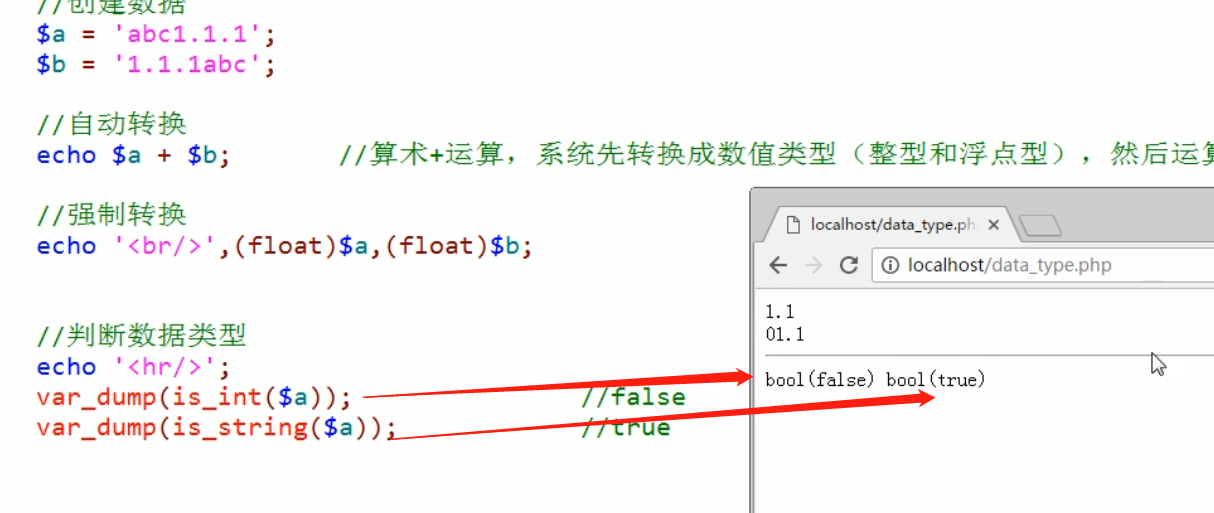 //创建数据
$a = 'abc1.1.1';
$b = '1.1.1abc';
//自动转换
echo $a + $b; //算术+运算，系统先转换成数值类型（整型和浮点型），然后运算
//强制转换
echo '<br/>',(float)$a,(float)$b;
//判断数据类型
echo '<hr/>';
var_dump(is_int($a)); //false
var_dump(is_string($a)); //true
localhost/data_type.ph
localhost/data_type.php
1.1
01.1
bool(false) bool(true)